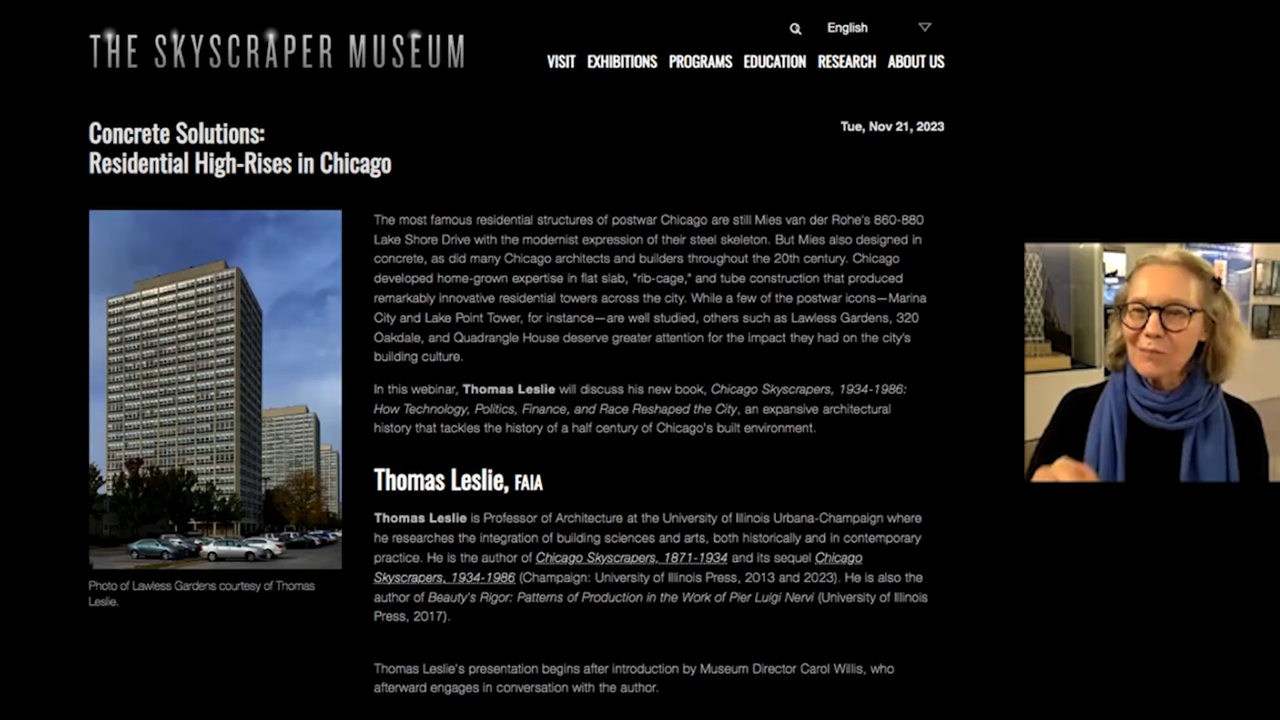 THE SKYSCRAPER MUSEUM
English
VISIT EXHIBITIONS PROGRAMS EDUCATION RESEARCH ABOUT US
Concrete Solutions:
Residential High-Rises in Chicago
Tue, Nov 21, 2023
The most famous residential structures of postwar Chicago are still Mies van der Rohe's 860-880
Lake Shore Drive with the modernist expression of their steel skeleton. But Mies also designed in
concrete, as did many Chicago architects and builders throughout the 20th century. Chicago
developed home-grown expertise in flat slab, "rib-cage," and tube construction that produced
remarkably innovative residential towers across the city. While a few of the postwar icons—Marina
City and Lake Point Tower, for instance—are well studied, others such as Lawless Gardens, 320
Oakdale, and Quadrangle House deserve greater attention for the impact they had on the city's
building culture.
In this webinar, Thomas Leslie will discuss his new book, Chicago Skyscrapers, 1934-1986:
How Technology, Politics, Finance, and Race Reshaped the City, an expansive architectural
history that tackles the history of a half century of Chicago's built environment.
Thomas Leslie, FAIA
Thomas Leslie is Professor of Architecture at the University of Illinois Urbana-Champaign where
he researches the integration of building sciences and arts, both historically and in contemporary
practice. He is the author of Chicago Skyscrapers, 1871-1934 and its sequel Chicago
Skyscrapers, 1934-1986 (Champaign: University of Illinois Press, 2013 and 2023). He is also the
author of Beauty's Rigor: Patterns of Production in the Work of Pier Luigi Nervi (University of Illinois
Press, 2017).
Photo of Lawless Gardens courtesy of Thomas
Leslie.
Thomas Leslie's presentation begins after introduction by Museum Director Carol Willis, who
afterward engages in conversation with the author.